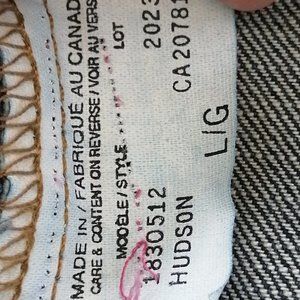 MADE IN / FABRIQUÉ AU CANADA
CARE & CONTENT ON REVERSE / VOIR AU VERSO
MODÈLE / STYLE LOT
1830512 2023
HUDSON CA20781
L/G